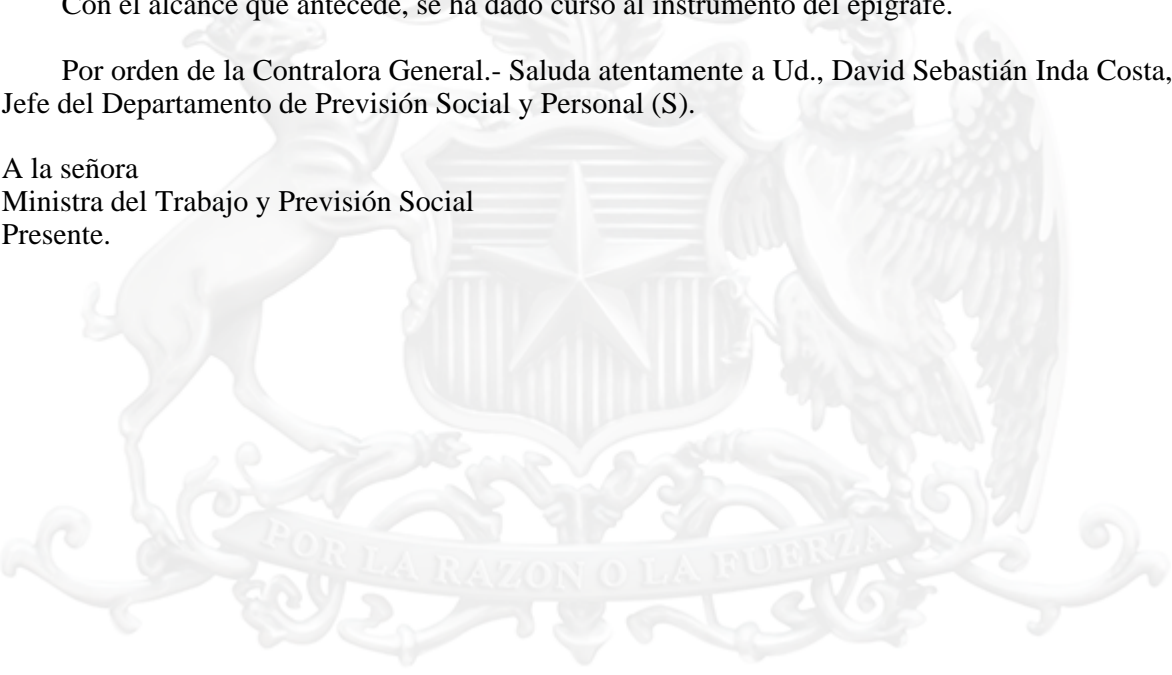 Con el alcance que antecede, se ha dado curso al instrumento del epígrafe.
Por orden de la Contralora General.- Saluda atentamente a Ud., David Sebastián Inda Costa,
Jefe del Departamento de Previsión Social y Personal (S).
A la señora
Ministra del Trabajo y Previsión Social
Presente.
POR LA RAZON O LA FUERZA